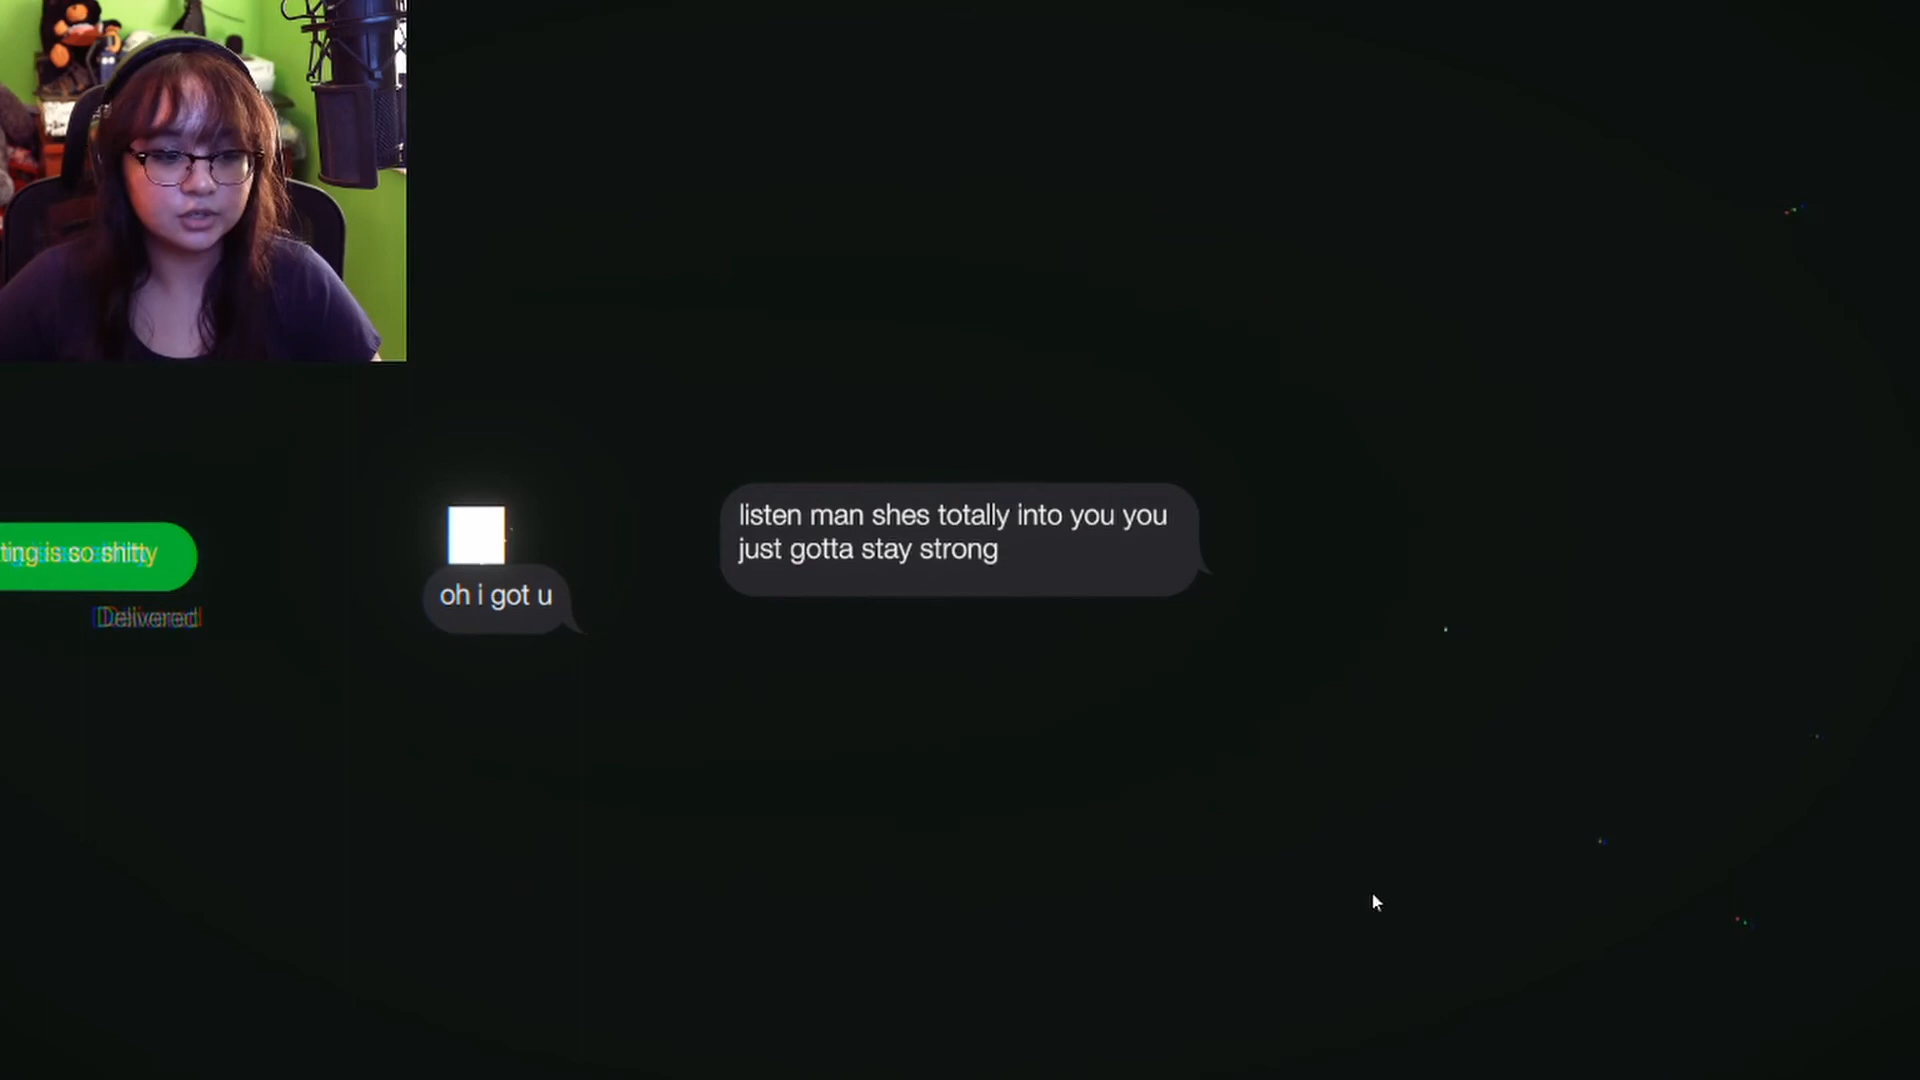 ting is so shitty
Delivered
oh i got u
listen man shes totally into you you
just gotta stay strong